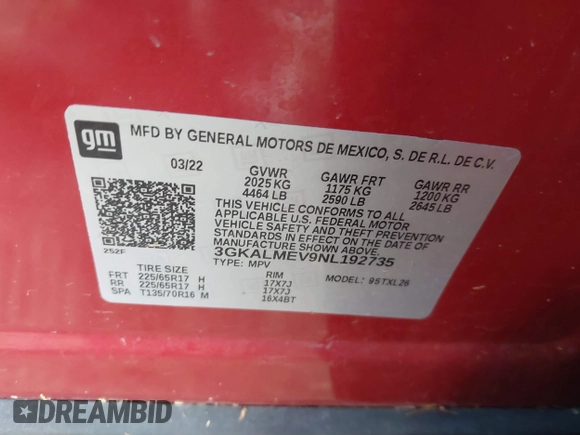 gm
MFD BY GENERAL MOTORS DE MEXICO, S. DE R.L. DE C.V.
03/22 GVWR GAWR FRT GAWR RR
2025 KG 1175 KG 1200 KG
4464 LB 2590 LB 2645 LB
THIS VEHICLE CONFORMS TO ALL
APPLICABLE U.S. FEDERAL MOTOR
VEHICLE SAFETY AND THEFT PREVENTION
STANDARDS IN EFFECT ON THE DATE OF
MANUFACTURE SHOWN ABOVE.
252F 3GKALMEV9NL192735
TYPE: MPV MODEL: 95TXL26
TIRE SIZE RIM
FRT 225/65R17 H 17X7J
RR 225/65R17 H 17X7J
SPA T135/70R16 M 16X4BT
DREAMBID